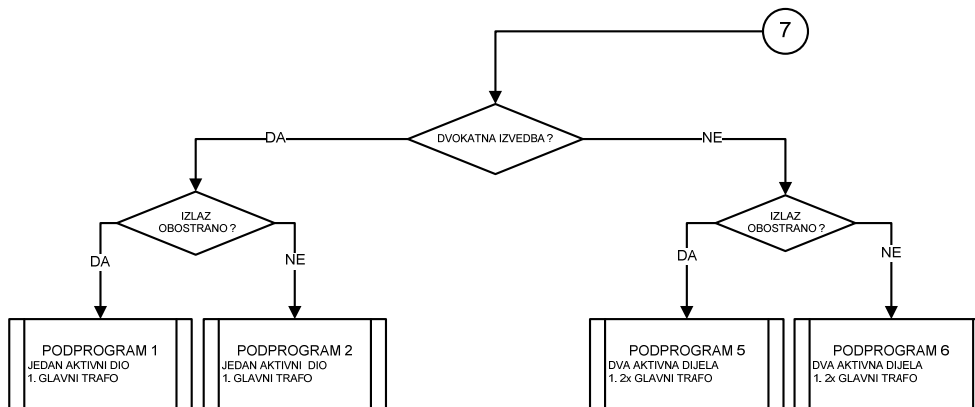 7
DVOKATNA IZVEDBA ?
DA
NE
IZLAZ
OBOSTRANO ?
IZLAZ
OBOSTRANO ?
DA
NE
DA
NE
PODPROGRAM 1
JEDAN AKTIVNI DIO
1. GLAVNI TRAFO
PODPROGRAM 2
JEDAN AKTIVNI DIO
1. GLAVNI TRAFO
PODPROGRAM 5
DVA AKTIVNA DIJELA
1. 2x GLAVNI TRAFO
PODPROGRAM 6
DVA AKTIVNA DIJELA
1. 2x GLAVNI TRAFO